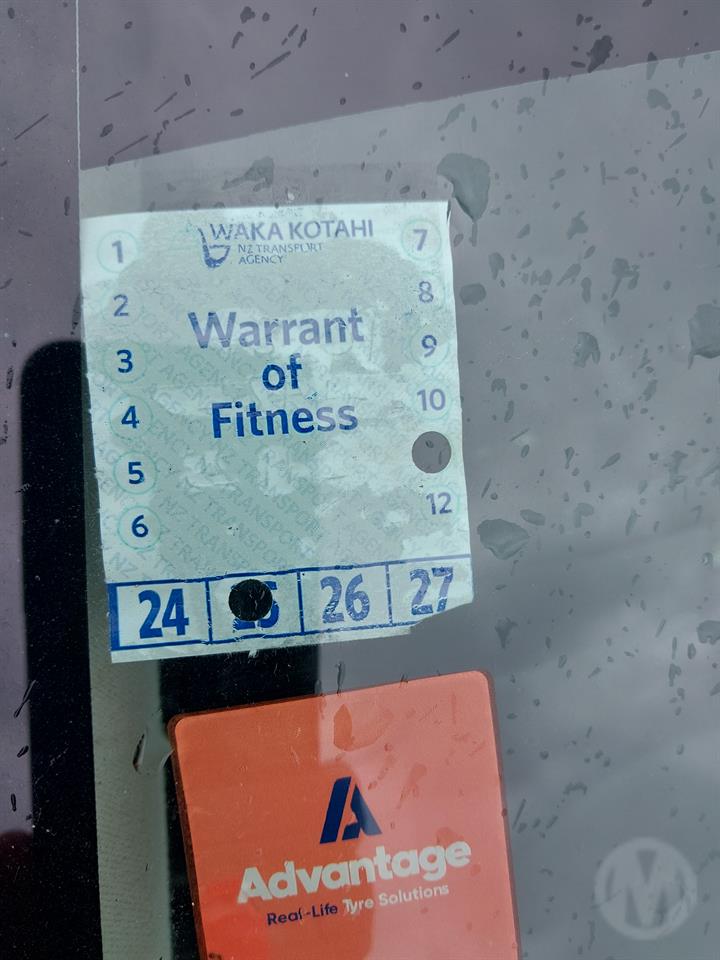 WAKA KOTAHI
NZ TRANSPORT
AGENCY
Warrant
of
Fitness
1
2
3
4
5
6
7
8
9
10
12
24 26 27
Advantage
Real-Life Tyre Solutions
M